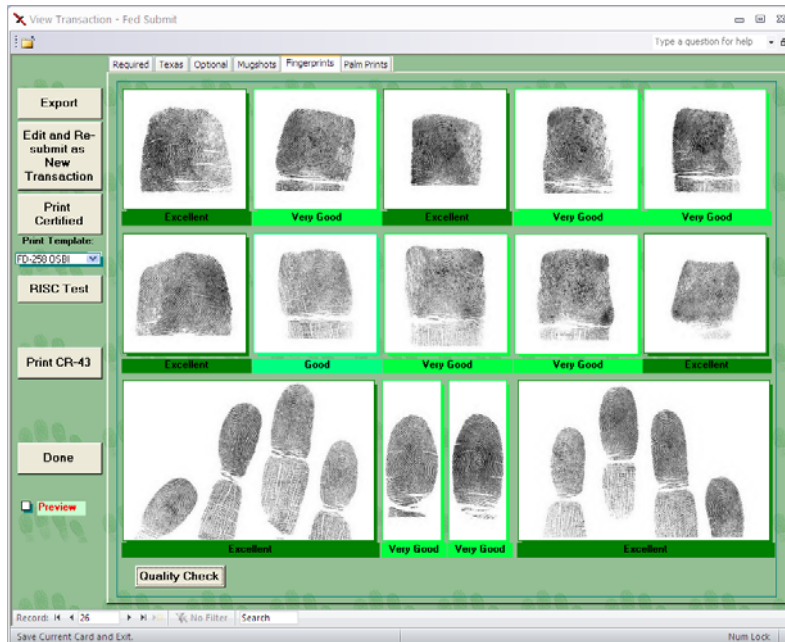 View Transaction - Fed Submit
Type a question for help
Required Texas Optional Mugshots Fingerprints Palm Prints
Export
Edit and Re-
submit as
New
Transaction
Print
Certified
Print Template:
FD-258 OSBI
RISC Test
Print CR-43
Done
Preview
Excellent Very Good Excellent Very Good Very Good
Excellent Good Very Good Very Good Excellent
Excellent Very Good Very Good Excellent
Quality Check
Record: 26 No Filter Search
Save Current Card and Exit. Num Lock